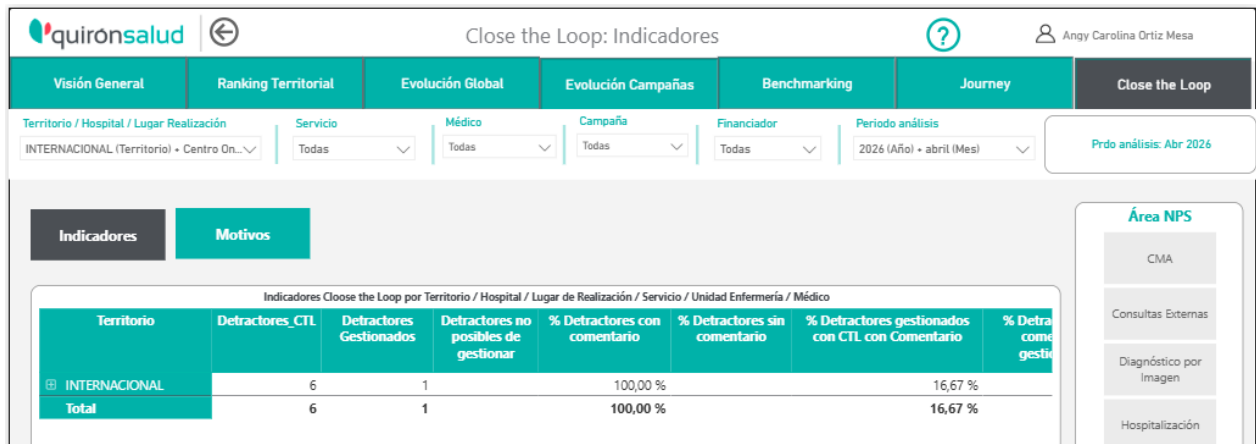 quirónsalud
Close the Loop: Indicadores
?
Angy Carolina Ortiz Mesa
Visión General
Ranking Territorial
Evolución Global
Evolución Campañas
Benchmarking
Journey
Close the Loop
Territorio / Hospital / Lugar Realización
INTERNACIONAL (Territorio) + Centro On...
Servicio
Todas
Médico
Todas
Campaña
Todas
Financiador
Todas
Periodo análisis
2026 (Año) + abril (Mes)
Prdo análisis: Abr 2026
Indicadores
Motivos
Indicadores Cloose the Loop por Territorio / Hospital / Lugar de Realización / Servicio / Unidad Enfermería / Médico
Territorio
Detractores_CTL
Detractores
Gestionados
Detractores no
posibles de
gestionar
% Detractores con
comentario
% Detractores sin
comentario
% Detractores gestionados
con CTL con Comentario
% Detra
come
gestio
INTERNACIONAL 6 1 100,00 % 16,67 %
Total 6 1 100,00 % 16,67 %
Área NPS
CMA
Consultas Externas
Diagnóstico por
Imagen
Hospitalización